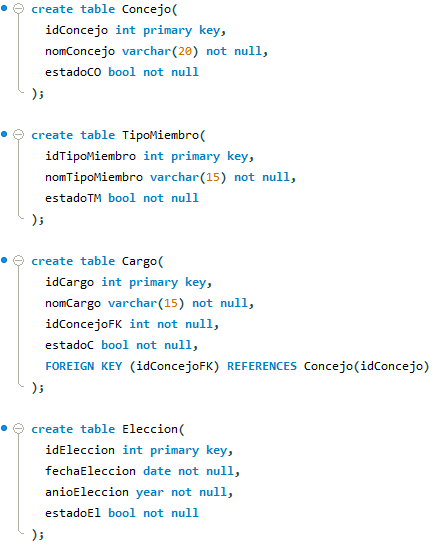 create table Concejo(
idConcejo int primary key,
nomConcejo varchar(20) not null,
estadoCO bool not null
);
create table TipoMiembro(
idTipoMiembro int primary key,
nomTipoMiembro varchar(15) not null,
estadoTM bool not null
);
create table Cargo(
idCargo int primary key,
nomCargo varchar(15) not null,
idConcejoFK int not null,
estadoC bool not null,
FOREIGN KEY (idConcejoFK) REFERENCES Concejo(idConcejo)
);
create table Eleccion(
idEleccion int primary key,
fechaEleccion date not null,
anioEleccion year not null,
estadoEl bool not null
);